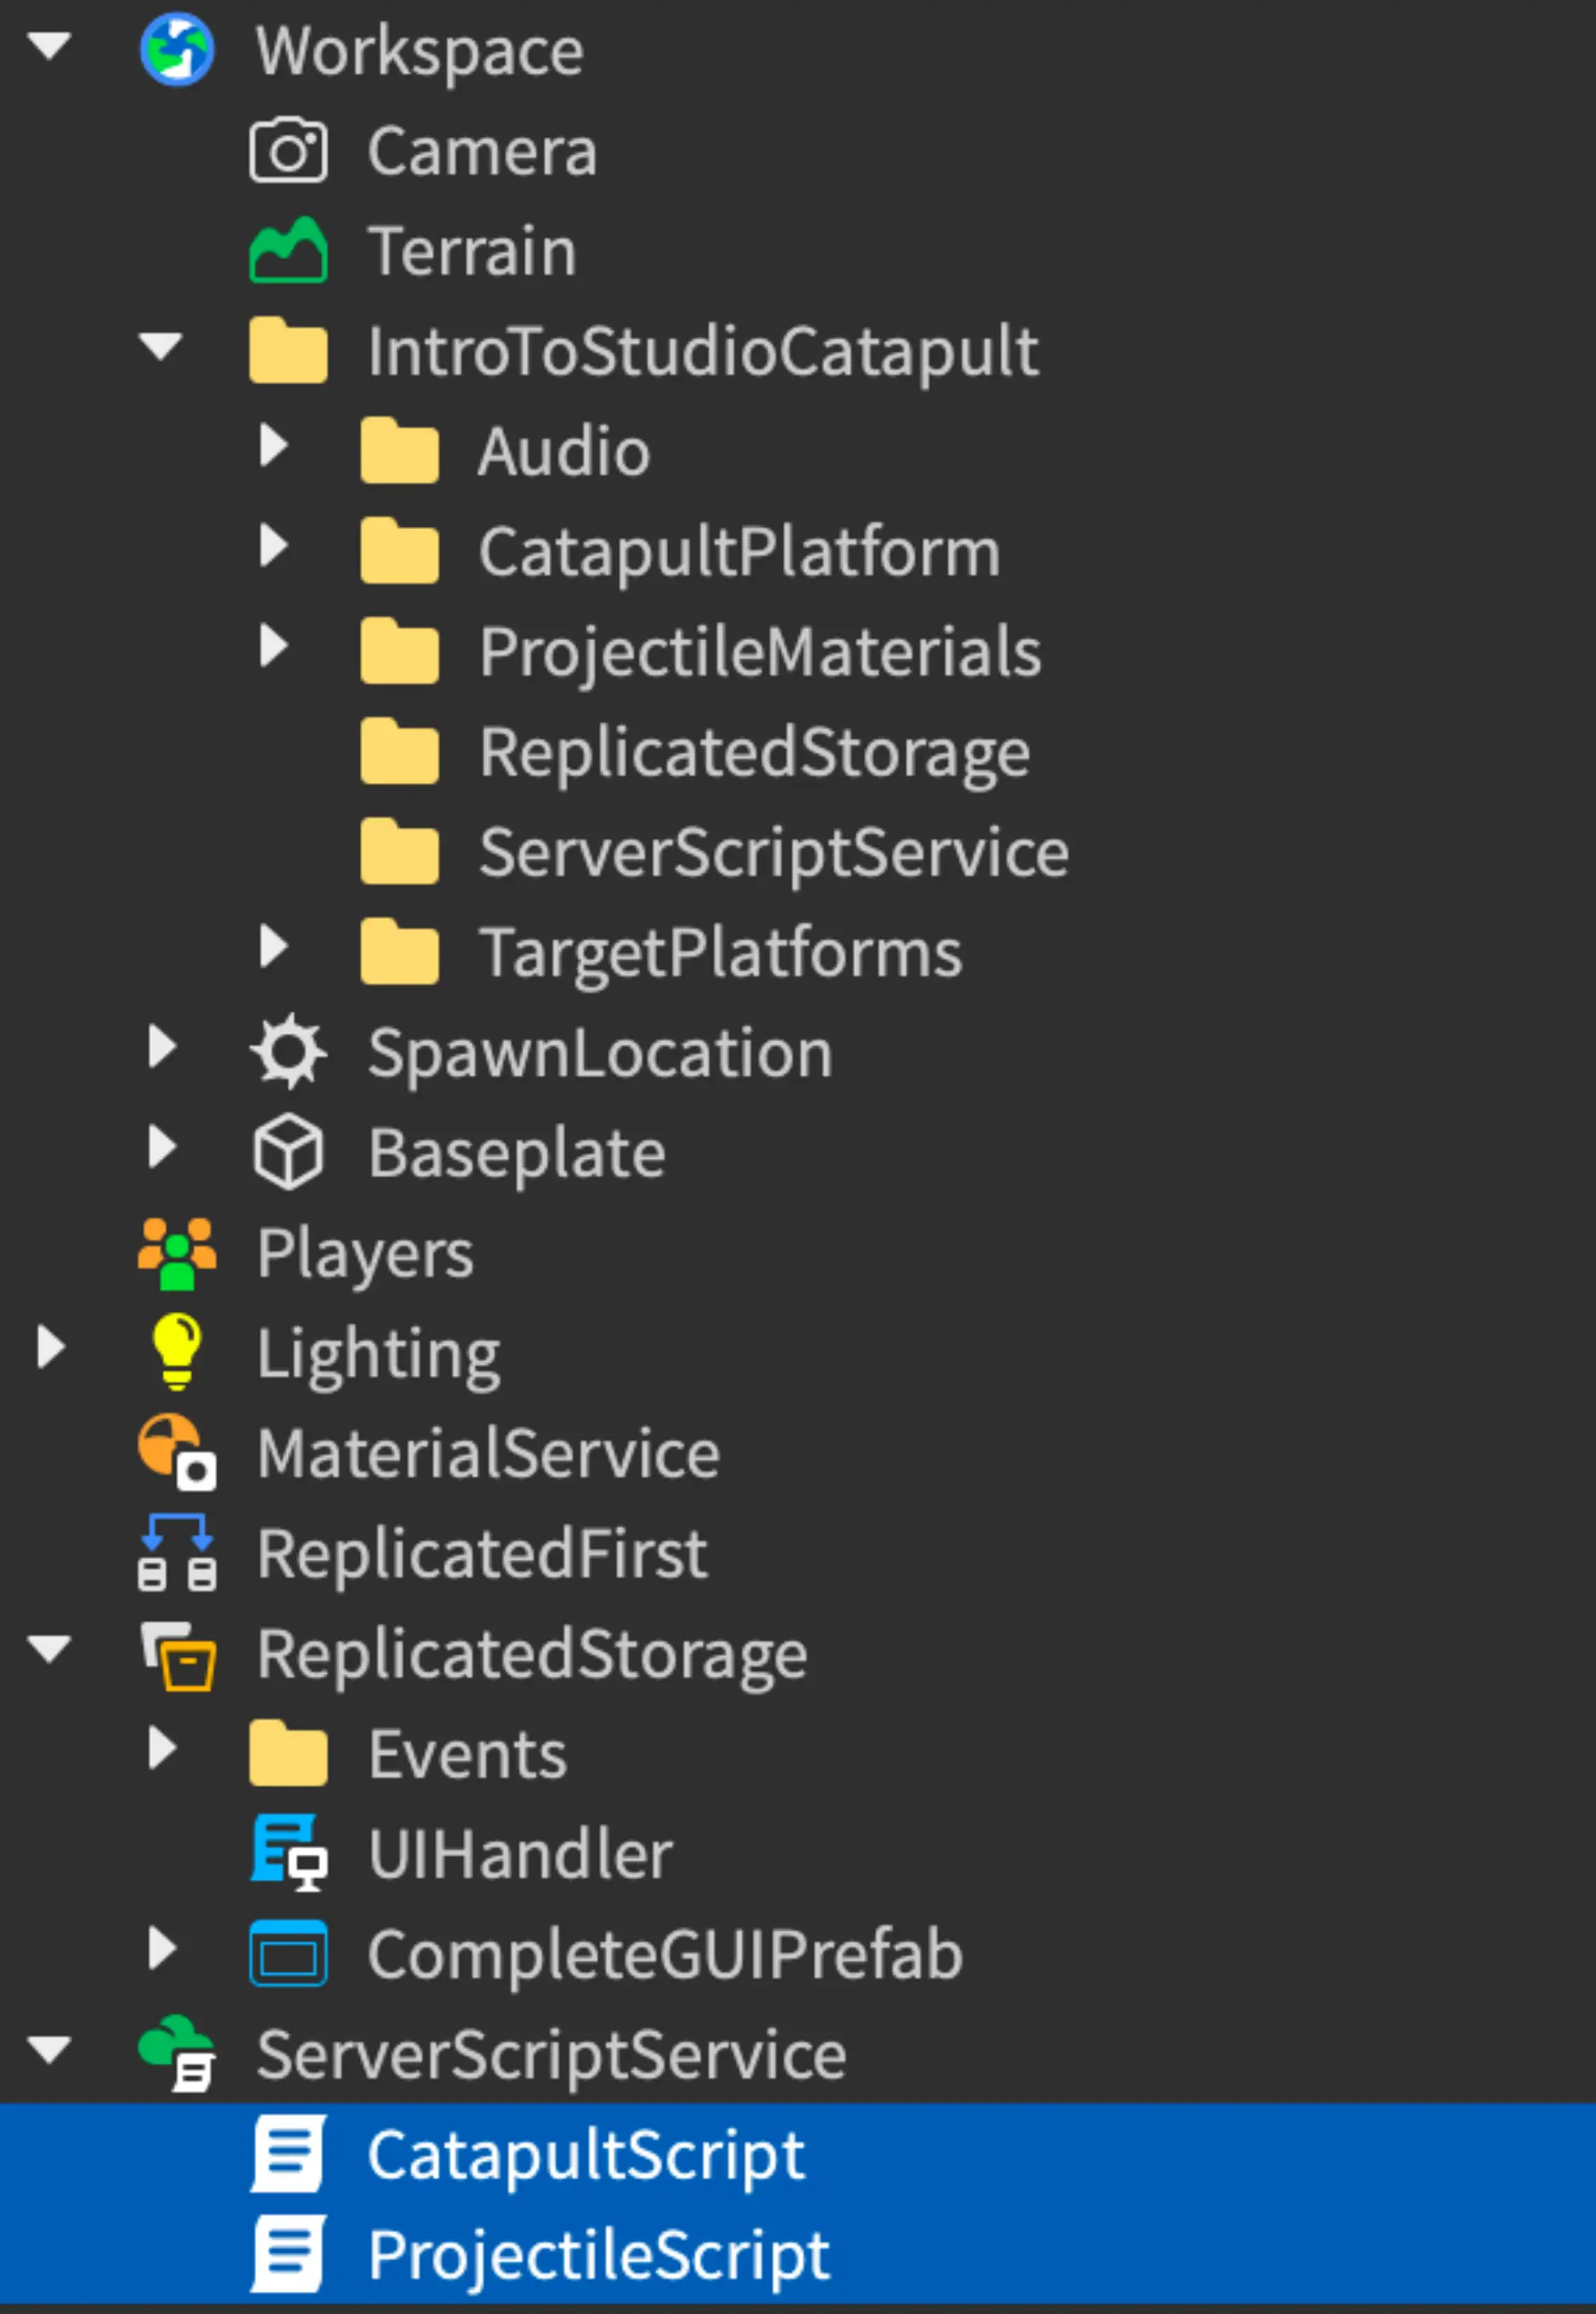 Workspace
Camera
Terrain
IntroToStudioCatapult
Audio
CatapultPlatform
ProjectileMaterials
ReplicatedStorage
ServerScriptService
TargetPlatforms
SpawnLocation
Baseplate
Players
Lighting
MaterialService
ReplicatedFirst
ReplicatedStorage
Events
UIHandler
CompleteGUIPrefab
ServerScriptService
CatapultScript
ProjectileScript